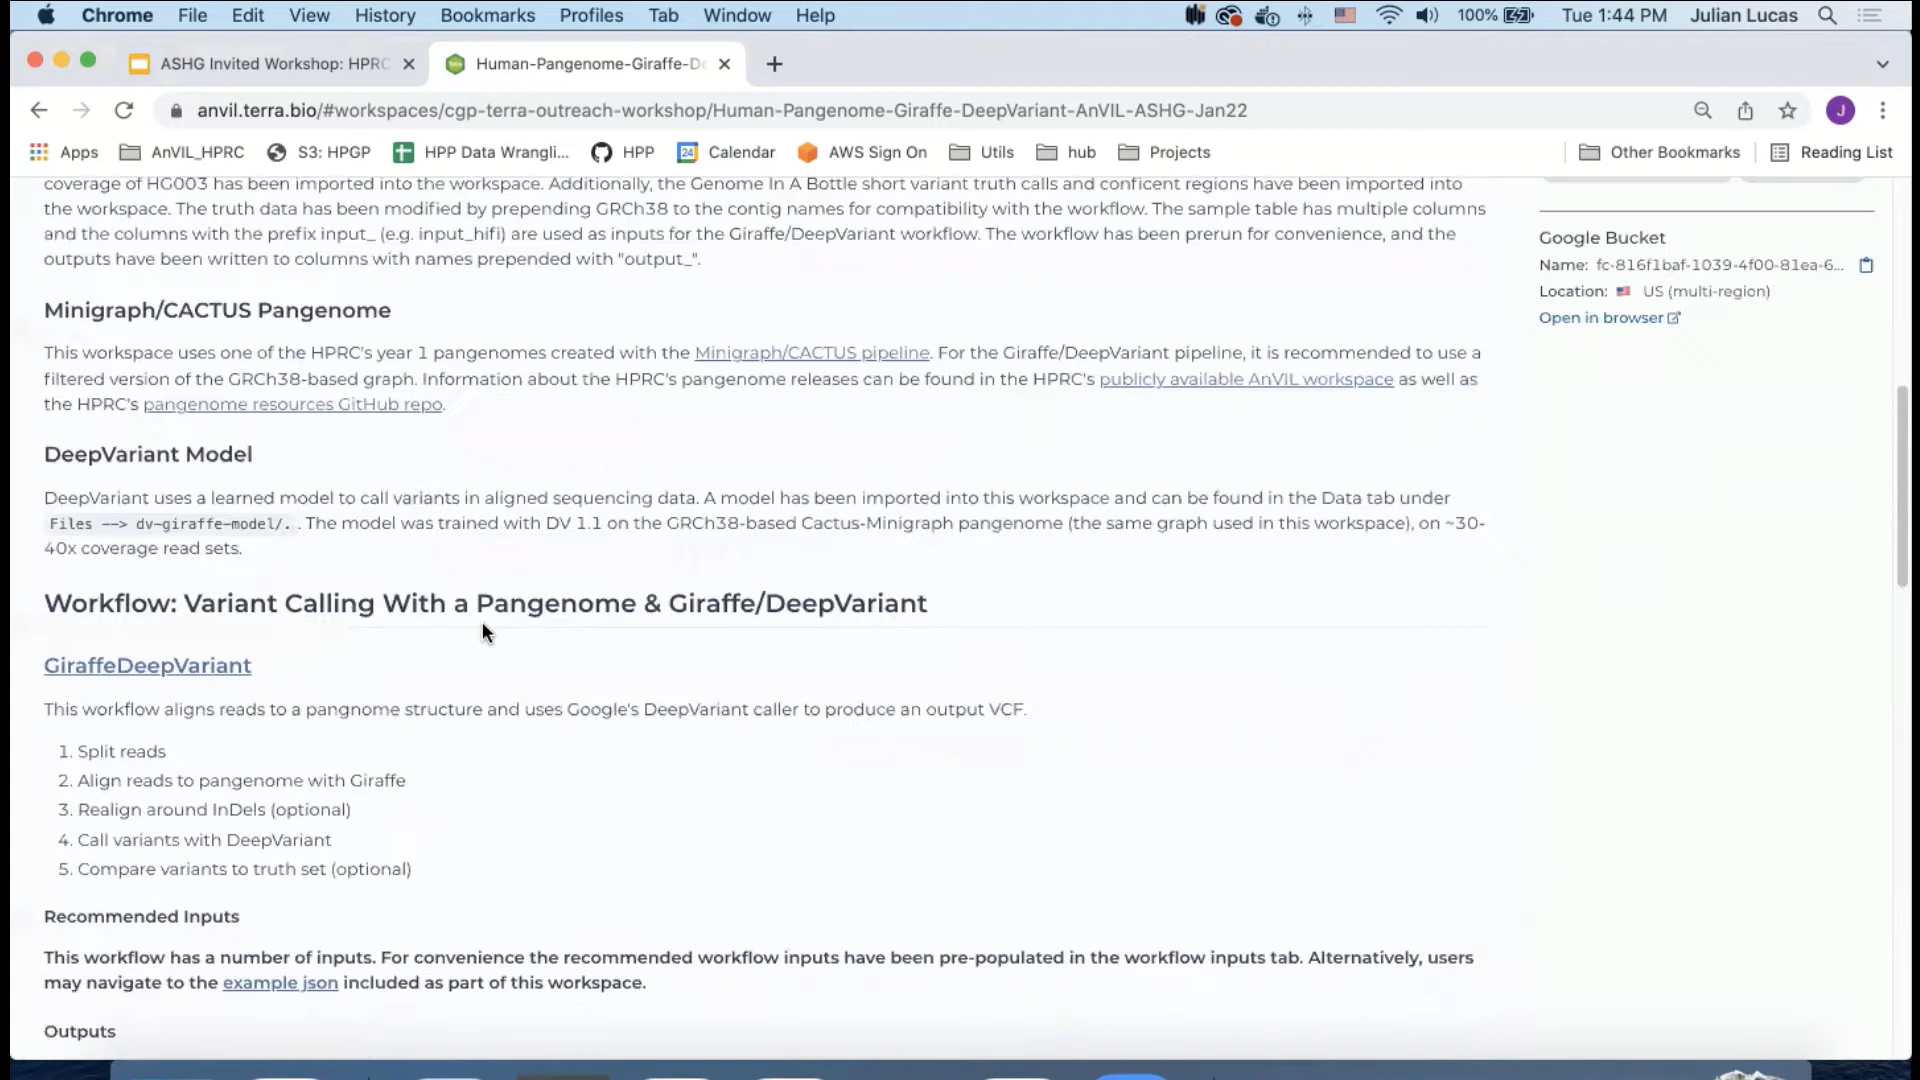 Chrome File Edit View History Bookmarks Profiles Tab Window Help 100% Tue 1:44 PM Julian Lucas
ASHG Invited Workshop: HPRC Human-Pangenome-Giraffe-De
anvil.terra.bio/#workspaces/cgp-terra-outreach-workshop/Human-Pangenome-Giraffe-DeepVariant-AnVIL-ASHG-Jan22 J
Apps AnVIL_HPRC S3: HPGP HPP Data Wrangli... HPP 24 Calendar AWS Sign On Utils hub Projects Other Bookmarks Reading List
coverage of HG003 has been imported into the workspace. Additionally, the Genome In A Bottle short variant truth calls and conficent regions have been imported into
the workspace. The truth data has been modified by prepending GRCh38 to the contig names for compatibility with the workflow. The sample table has multiple columns
and the columns with the prefix input_ (e.g. input_hifi) are used as inputs for the Giraffe/DeepVariant workflow. The workflow has been prerun for convenience, and the
outputs have been written to columns with names prepended with "output_".
Minigraph/CACTUS Pangenome
This workspace uses one of the HPRC's year 1 pangenomes created with the Minigraph/CACTUS pipeline. For the Giraffe/DeepVariant pipeline, it is recommended to use a
filtered version of the GRCh38-based graph. Information about the HPRC's pangenome releases can be found in the HPRC's publicly available AnVIL workspace as well as
the HPRC's pangenome resources GitHub repo.
DeepVariant Model
DeepVariant uses a learned model to call variants in aligned sequencing data. A model has been imported into this workspace and can be found in the Data tab under
Files --> dv-giraffe-model/. . The model was trained with DV 1.1 on the GRCh38-based Cactus-Minigraph pangenome (the same graph used in this workspace), on ~30-
40x coverage read sets.
Workflow: Variant Calling With a Pangenome & Giraffe/DeepVariant
GiraffeDeepVariant
This workflow aligns reads to a pangnome structure and uses Google's DeepVariant caller to produce an output VCF.
1. Split reads
2. Align reads to pangenome with Giraffe
3. Realign around InDels (optional)
4. Call variants with DeepVariant
5. Compare variants to truth set (optional)
Recommended Inputs
This workflow has a number of inputs. For convenience the recommended workflow inputs have been pre-populated in the workflow inputs tab. Alternatively, users
may navigate to the example json included as part of this workspace.
Outputs
Google Bucket
Name: fc-816f1baf-1039-4f00-81ea-6...
Location: US (multi-region)
Open in browser